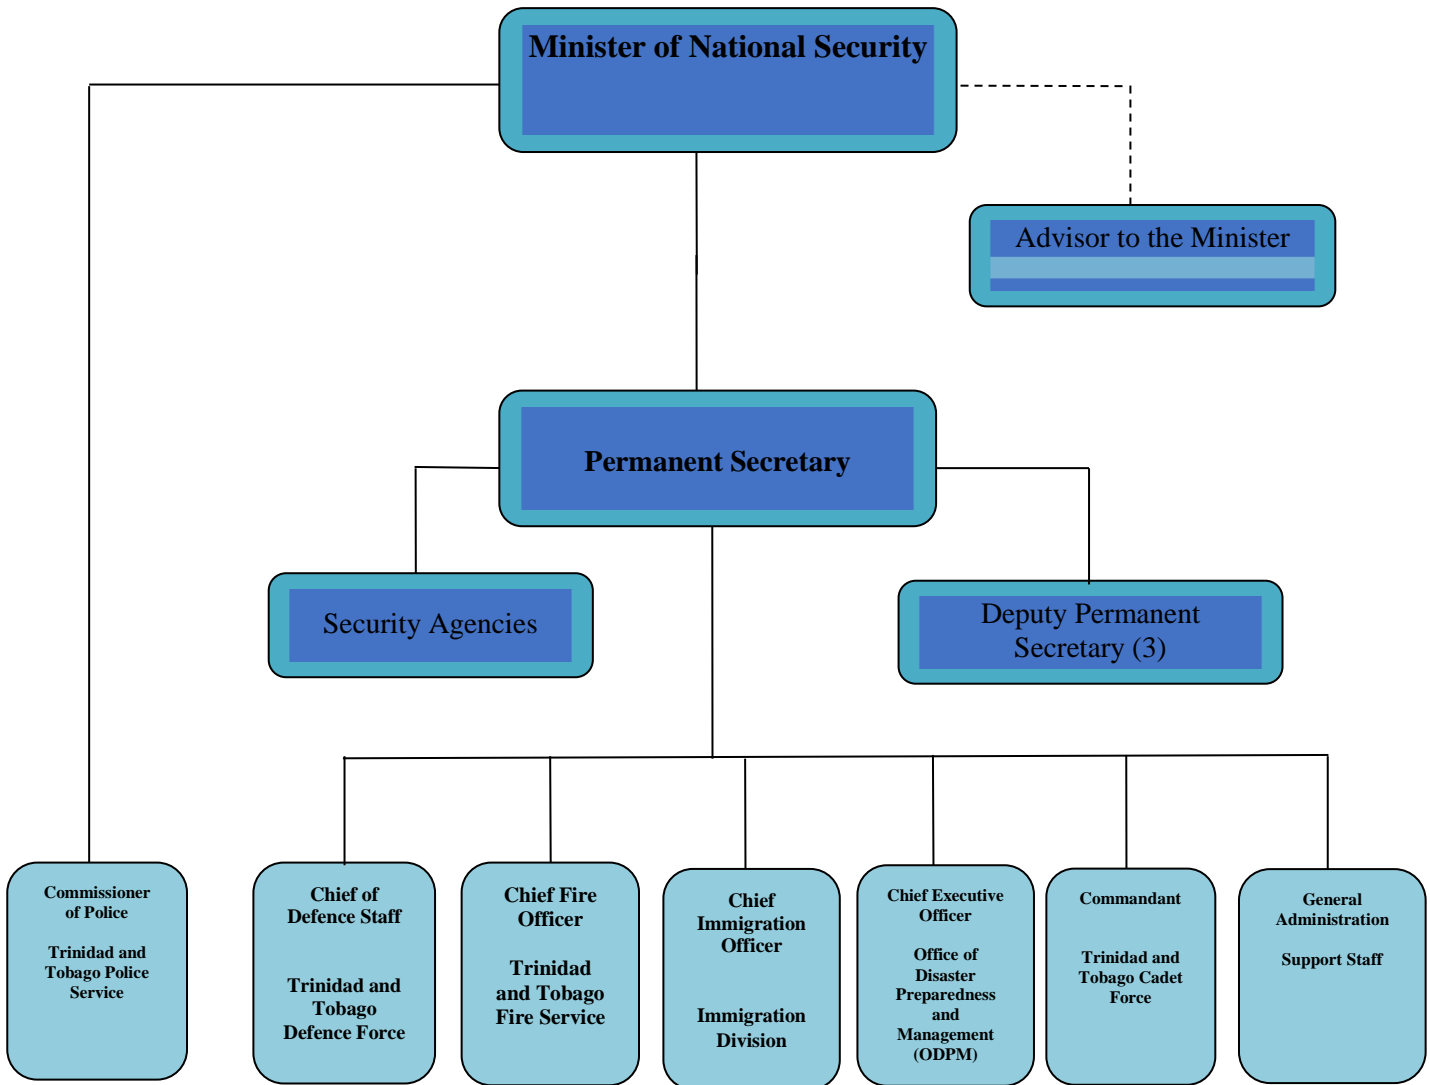 Minister of National Security
Advisor to the Minister
Permanent Secretary
Security Agencies
Deputy Permanent
Secretary (3)
Commissioner
of Police
Trinidad and
Tobago Police
Service
Chief of
Defence Staff
Trinidad and
Tobago
Defence Force
Chief Fire
Officer
Trinidad
and Tobago
Fire Service
Chief
Immigration
Officer
Immigration
Division
Chief Executive
Officer
Office of
Disaster
Preparedness
and
Management
(ODPM)
Commandant
Trinidad and
Tobago Cadet
Force
General
Administration
Support Staff